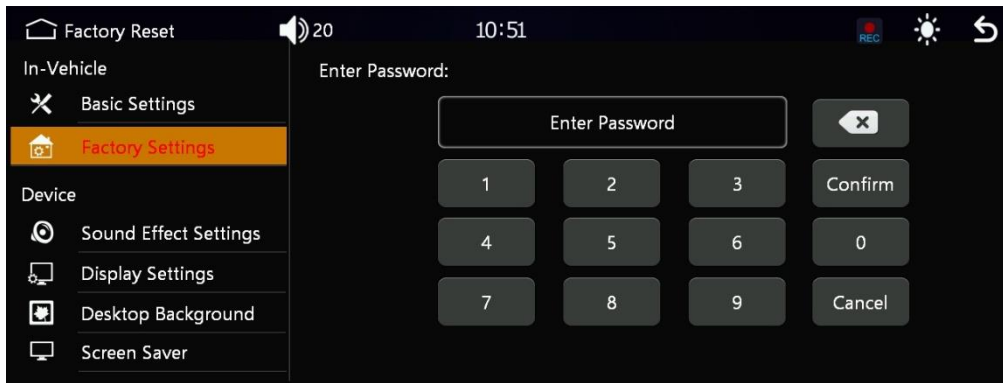 Factory Reset 20 10:51 REC
In-Vehicle
Basic Settings
Factory Settings
Device
Sound Effect Settings
Display Settings
Desktop Background
Screen Saver
Enter Password:
Enter Password
1 2 3 Confirm
4 5 6 0
7 8 9 Cancel